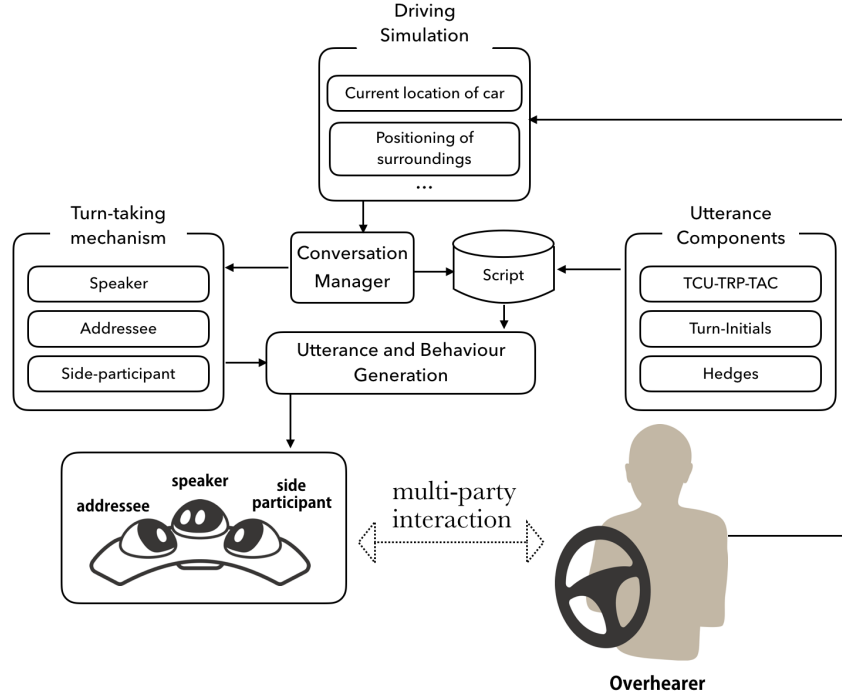 Driving
Simulation
Current location of car
Positioning of
surroundings
...
Turn-taking
mechanism
Speaker
Addressee
Side-participant
Conversation
Manager
Script
Utterance
Components
TCU-TRP-TAC
Turn-Initials
Hedges
Utterance and Behaviour
Generation
addressee
speaker
side
participant
multi-party
interaction
Overhearer